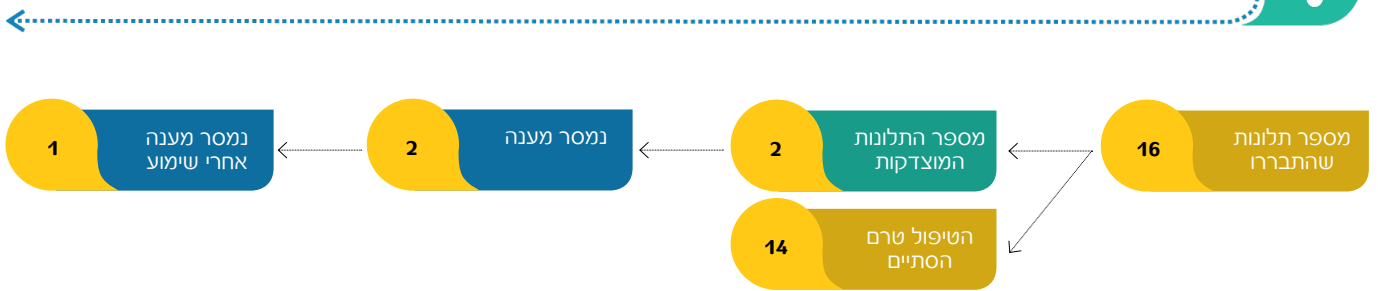 מספר תלונות
שהתבררו
16
מספר התלונות
המוצדקות
2
נמסר מענה
2
נמסר מענה
אחרי שימוע
1
הטיפול טרם
הסתיים
14